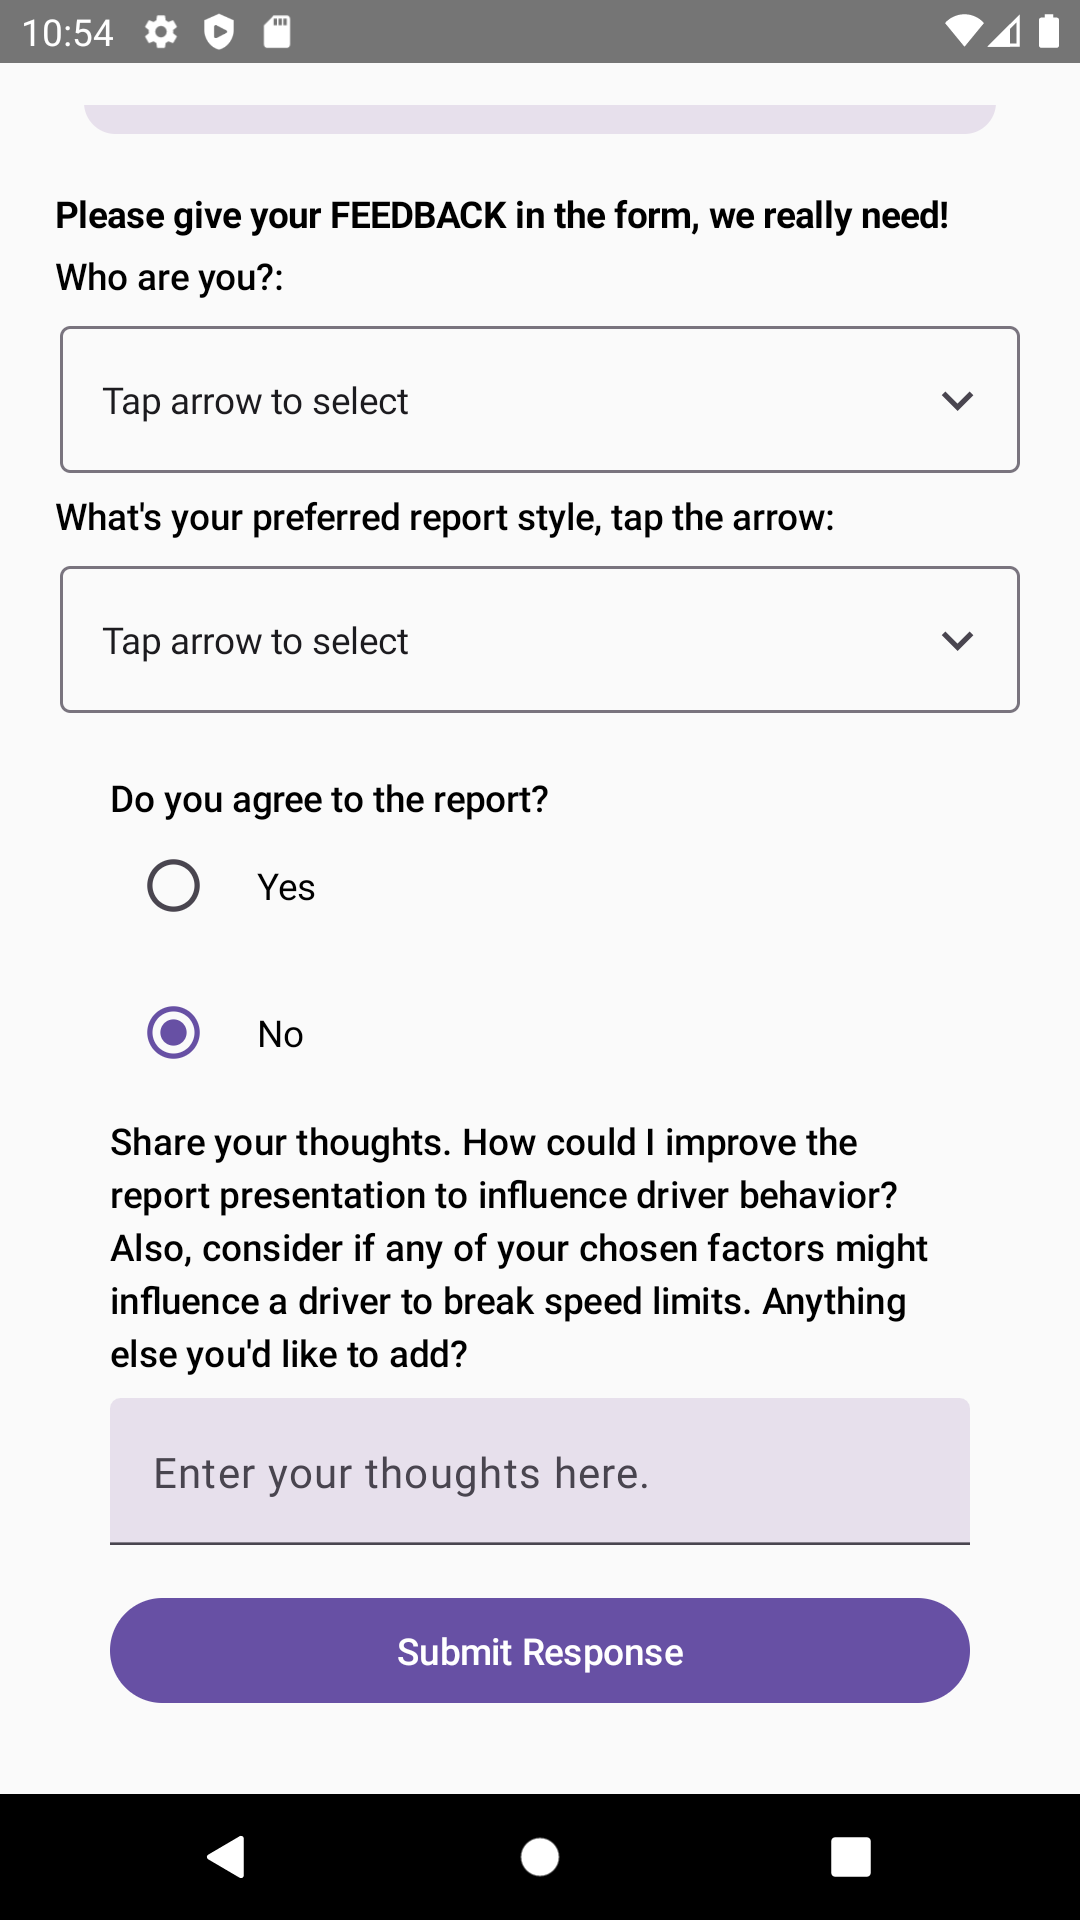 10:54
Please give your FEEDBACK in the form, we really need!
Who are you?:
Tap arrow to select
What's your preferred report style, tap the arrow:
Tap arrow to select
Do you agree to the report?
Yes
No
Share your thoughts. How could I improve the
report presentation to influence driver behavior?
Also, consider if any of your chosen factors might
influence a driver to break speed limits. Anything
else you'd like to add?
Enter your thoughts here.
Submit Response